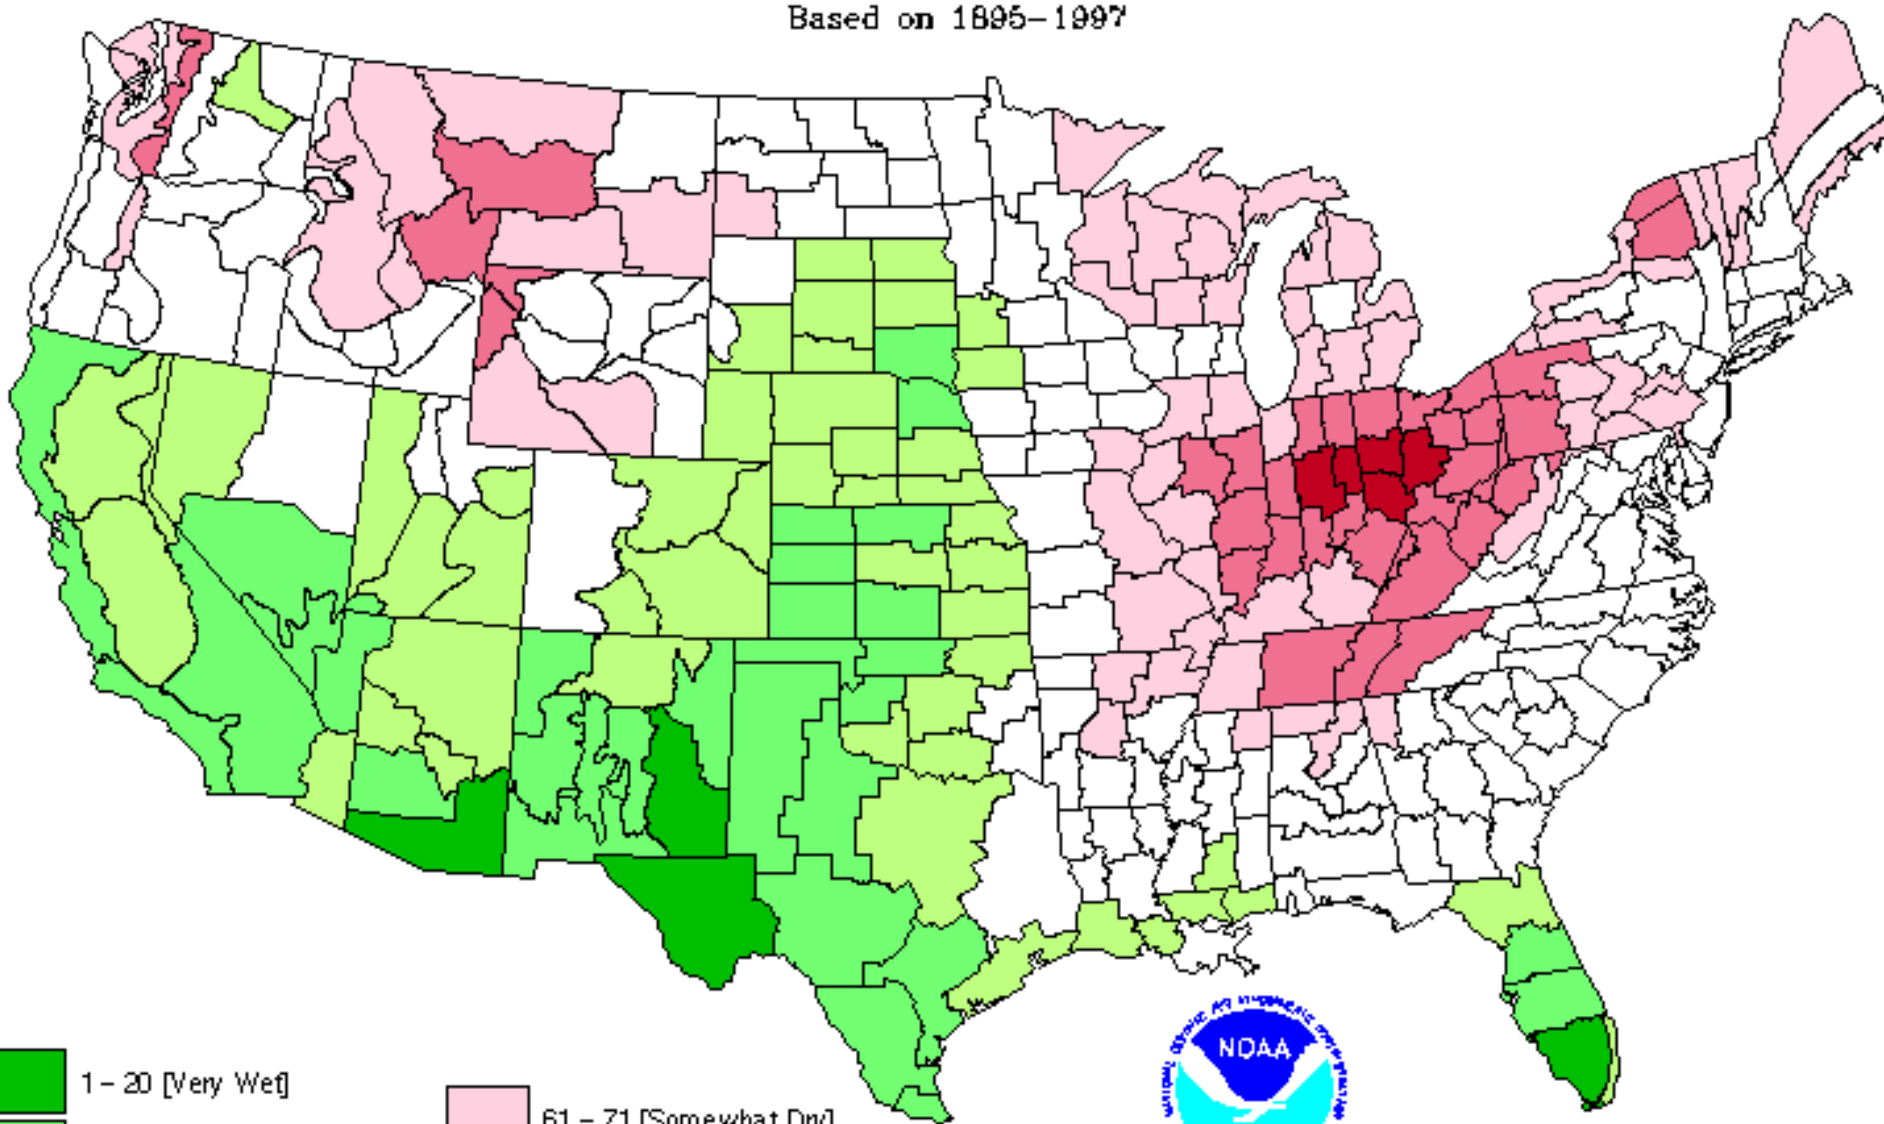 Based on 1895-1997
1 - 20 [Very Wet]
61 - 71 [Somewhat Dry]
NOAA